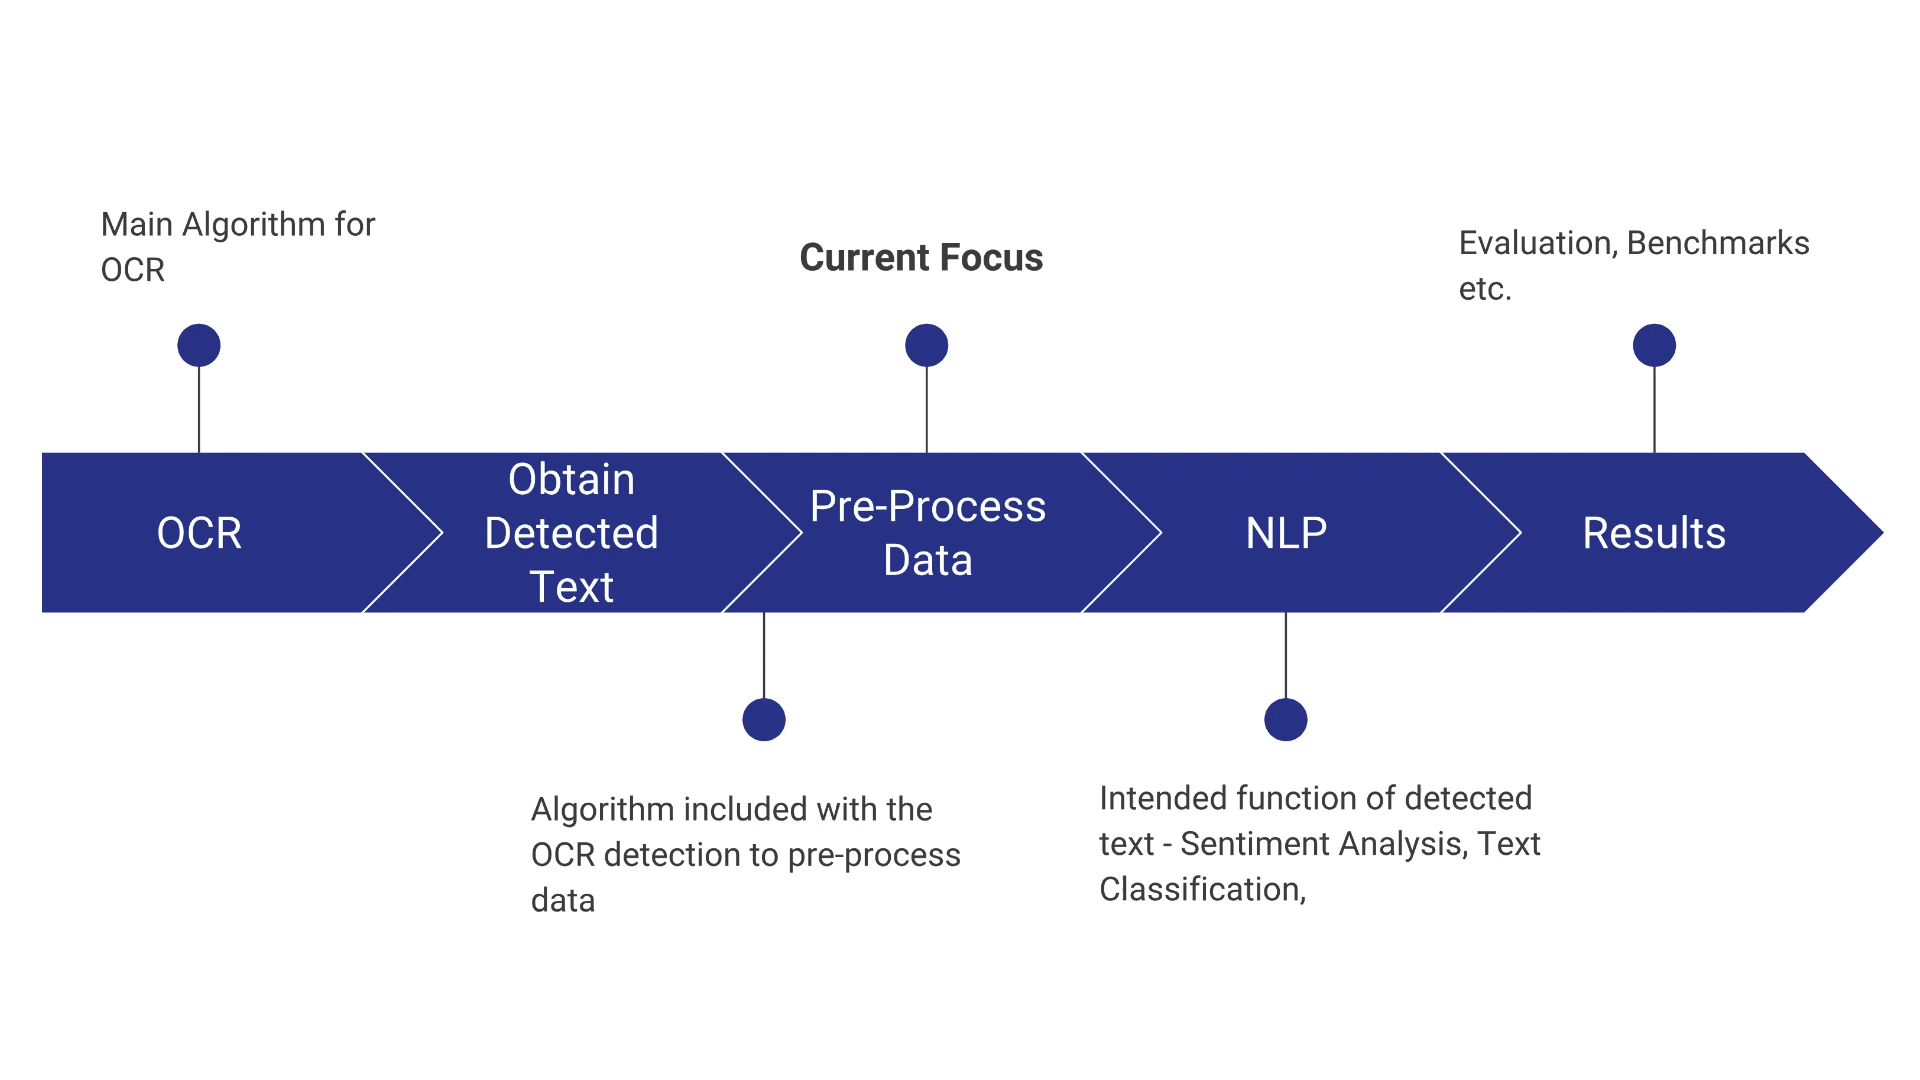 Main Algorithm for
OCR
Current Focus
Evaluation, Benchmarks
etc.
OCR
Obtain
Detected
Text
Pre-Process
Data
NLP
Results
Algorithm included with the
OCR detection to pre-process
data
Intended function of detected
text - Sentiment Analysis, Text
Classification,